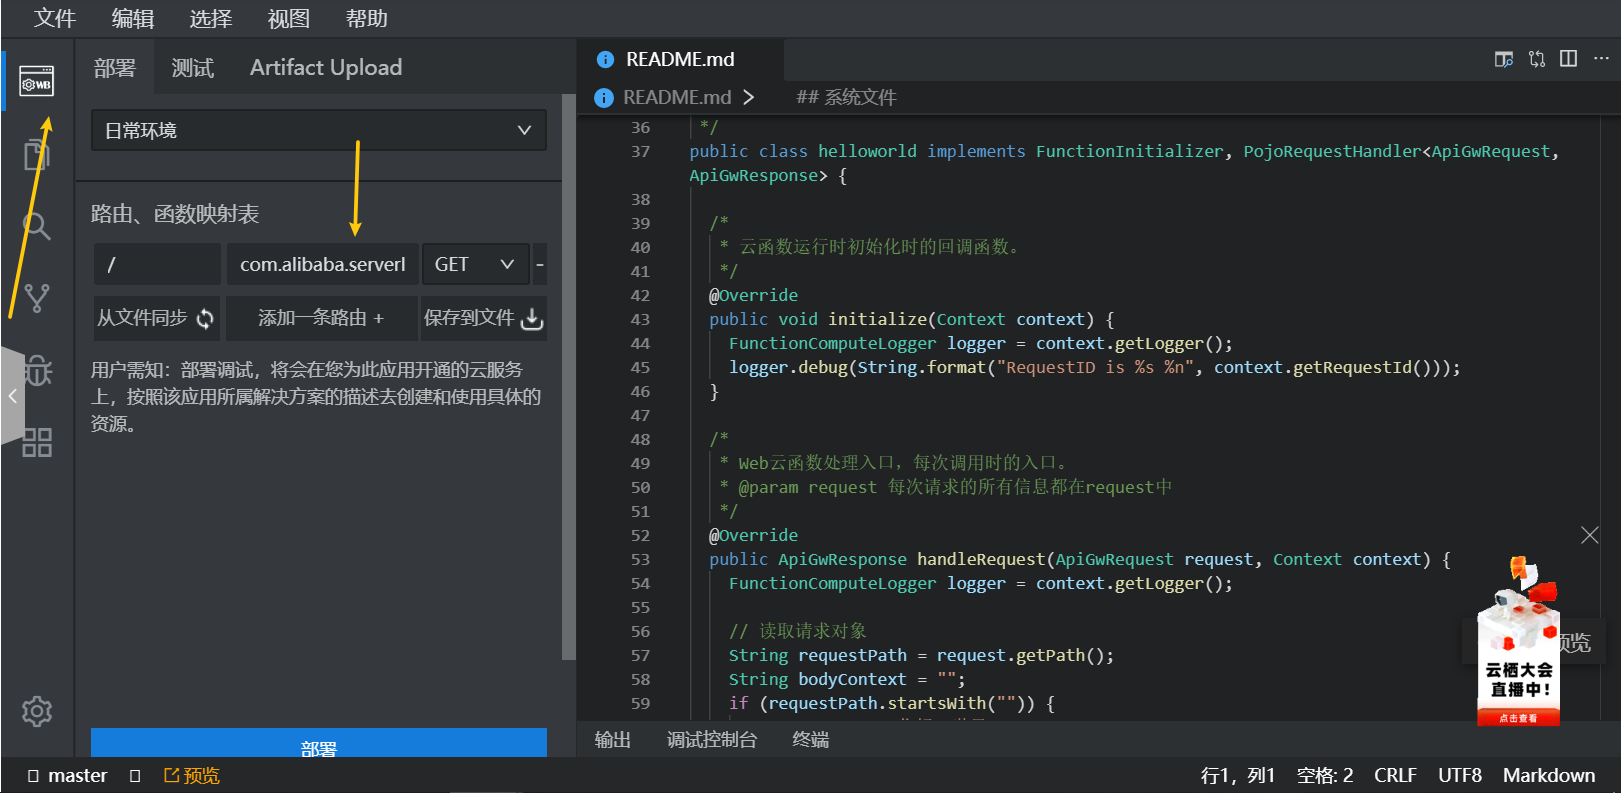 文件 编辑 选择 视图 帮助
WB
部署 测试 Artifact Upload
日常环境
路由、函数映射表
/ com.alibaba.serverl GET -
从文件同步 添加一条路由 + 保存到文件
用户需知：部署调试，将会在您为此应用开通的云服务
上，按照该应用所属解决方案的描述去创建和使用具体的
资源。
部署
README.md
README.md > ## 系统文件
36 */
37 public class helloworld implements FunctionInitializer, PojoRequestHandler<ApiGwRequest,
ApiGwResponse> {
38
39 /*
40 * 云函数运行时初始化时的回调函数。
41 */
42 @Override
43 public void initialize(Context context) {
44 FunctionComputeLogger logger = context.getLogger();
45 logger.debug(String.format("RequestID is %s %n", context.getRequestId()));
46 }
47
48 /*
49 * Web云函数处理入口，每次调用时的入口。
50 * @param request 每次请求的所有信息都在request中
51 */
52 @Override
53 public ApiGwResponse handleRequest(ApiGwRequest request, Context context) {
54 FunctionComputeLogger logger = context.getLogger();
55
56 // 读取请求对象
57 String requestPath = request.getPath();
58 String bodyContext = "";
59 if (requestPath.startsWith("")) {
预览
云栖大会
直播中!
点击查看
输出 调试控制台 终端
master 预览 行1，列1 空格: 2 CRLF UTF8 Markdown